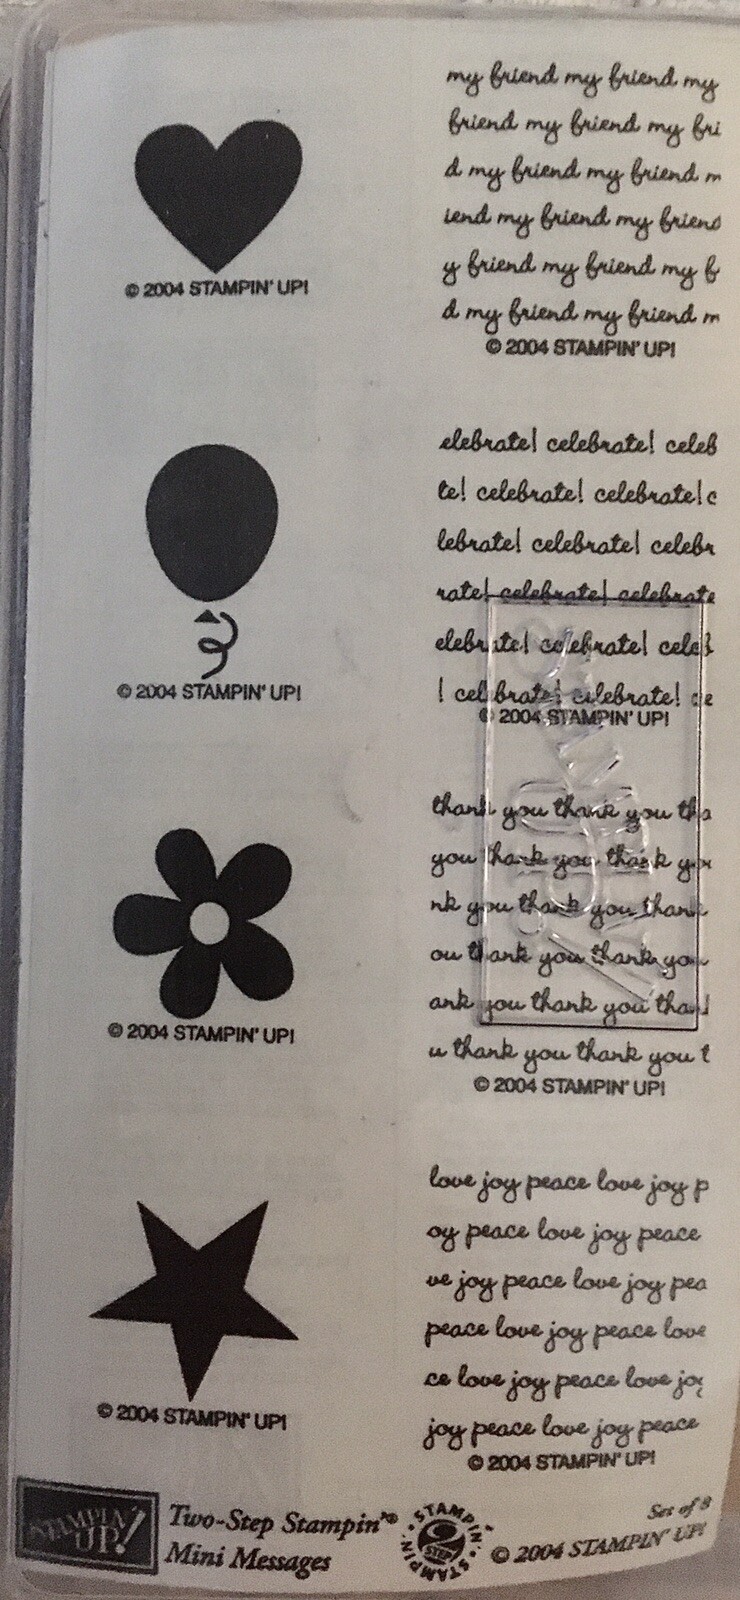 my friend my friend my
friend my friend my fri
d my friend my friend m
iend my friend my friend
y friend my friend my f
d my friend my friend m
© 2004 STAMPIN' UP!
© 2004 STAMPIN' UP!
elebrate! celebrate! celeb
te! celebrate! celebrate! c
lebrate! celebrate! celebr
rate! celebrate! celebrate
elebrate! celebrate! celeb
! celebrate! celebrate! ce
© 2004 STAMPIN' UP!
© 2004 STAMPIN' UP!
thank you thank you tha
you thank you thank you
nk you thank you thank
ou thank you thank you
ank you thank you thank
u thank you thank you t
© 2004 STAMPIN' UP!
© 2004 STAMPIN' UP!
love joy peace love joy p
oy peace love joy peace
ve joy peace love joy pea
peace love joy peace love
ce love joy peace love joy
joy peace love joy peace
© 2004 STAMPIN' UP!
© 2004 STAMPIN' UP!
STAMPIN' UP!
Two-Step Stampin'®
Mini Messages
STAMPIN' STEP STAMPIN'
Set of 8
© 2004 STAMPIN' UP!